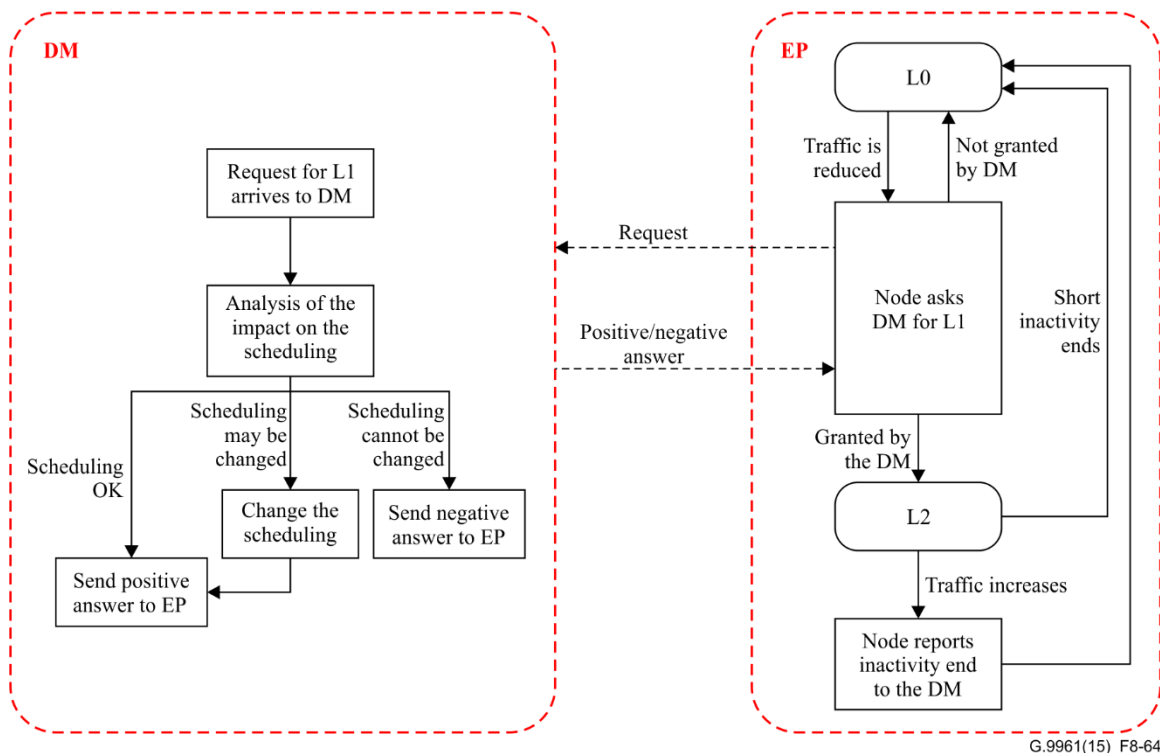 DM
Request for L1
arrives to DM
Analysis of the
impact on the
scheduling
Scheduling
OK
Scheduling
may be
changed
Scheduling
cannot be
changed
Change the
scheduling
Send negative
answer to EP
Send positive
answer to EP
Request
Positive/negative
answer
EP
L0
Traffic is
reduced
Not granted
by DM
Node asks
DM for L1
Short
inactivity
ends
Granted by
the DM
L2
Traffic increases
Node reports
inactivity end
to the DM
G.9961(15)_F8-64